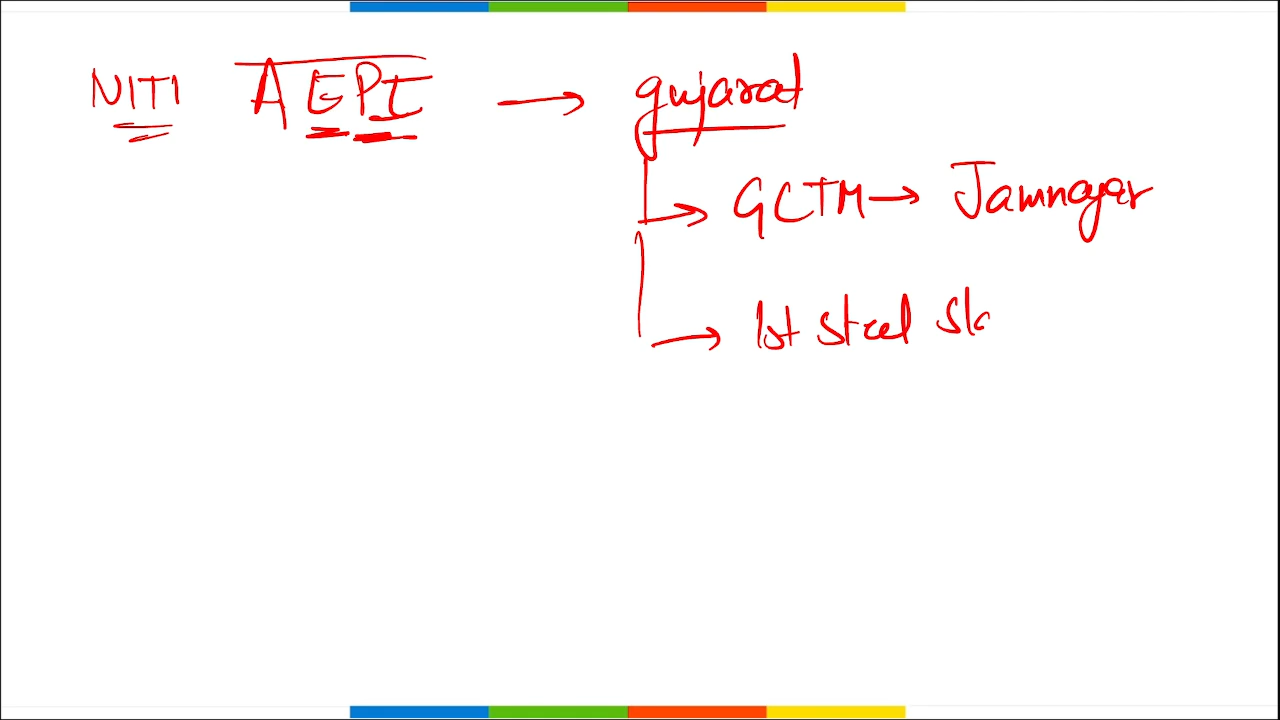 NITI AEPI → gujarat
→ GCTM → Jamnagar
→ 1st steel